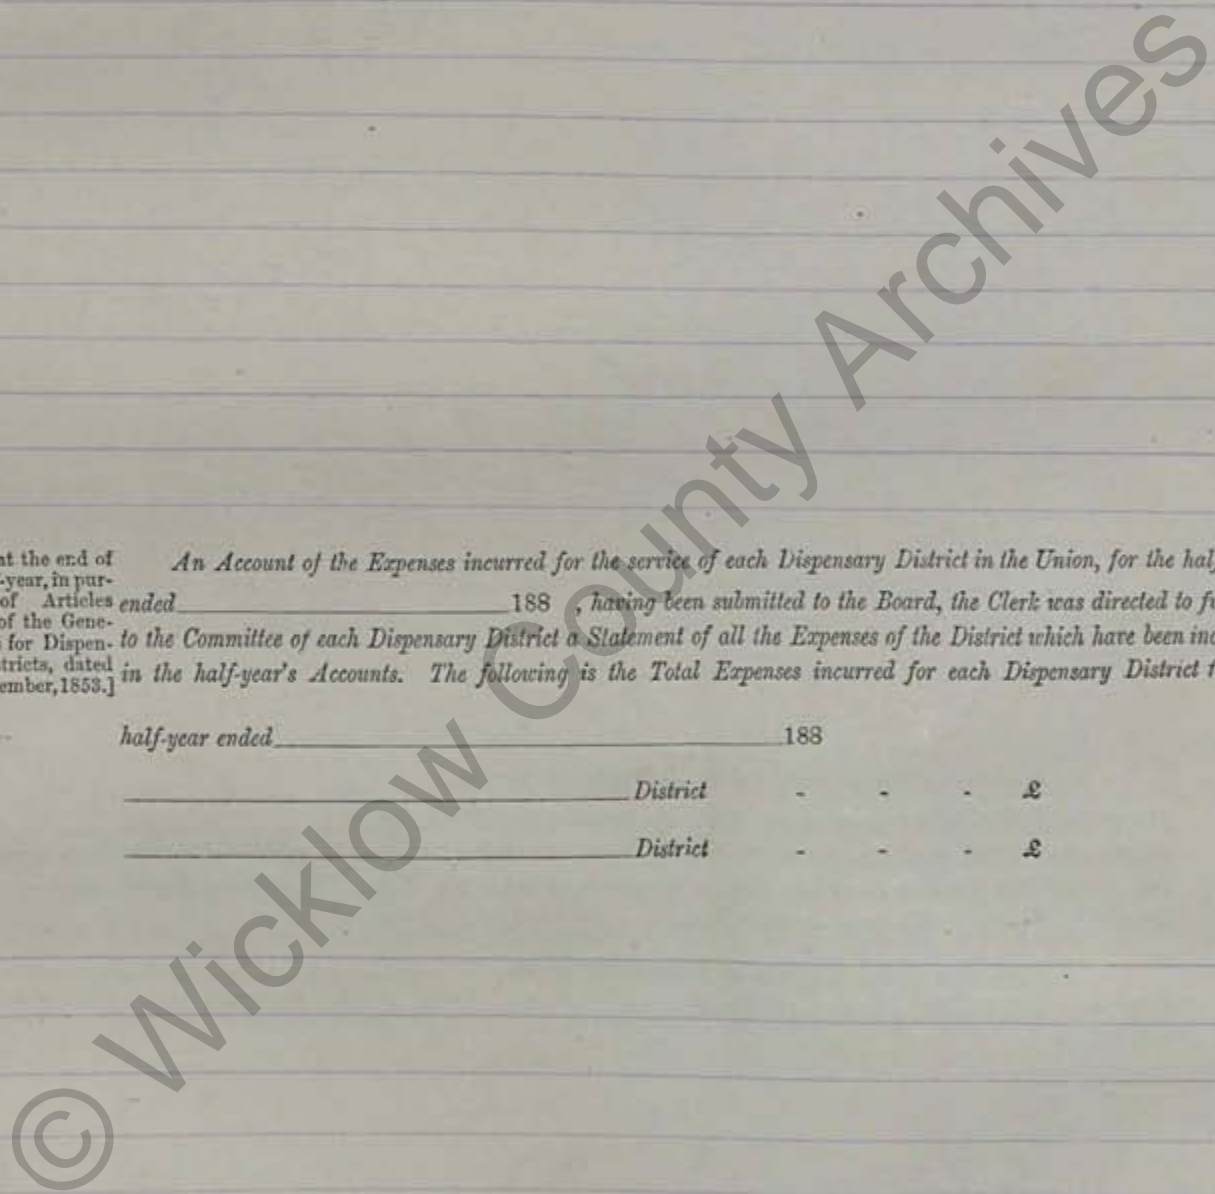 at the end of
-year, in pur-
of Articles
of the Gene-
for Dispen-
tricts, dated
ember, 1853.]
An Account of the Expenses incurred for the service of each Dispensary District in the Union, for the hal
ended 188 , having been submitted to the Board, the Clerk was directed to fu
to the Committee of each Dispensary District a Statement of all the Expenses of the District which have been inc
in the half-year's Accounts. The following is the Total Expenses incurred for each Dispensary District f
half-year ended 188
District - - - £
District - - - £
© Wicklow County Archives